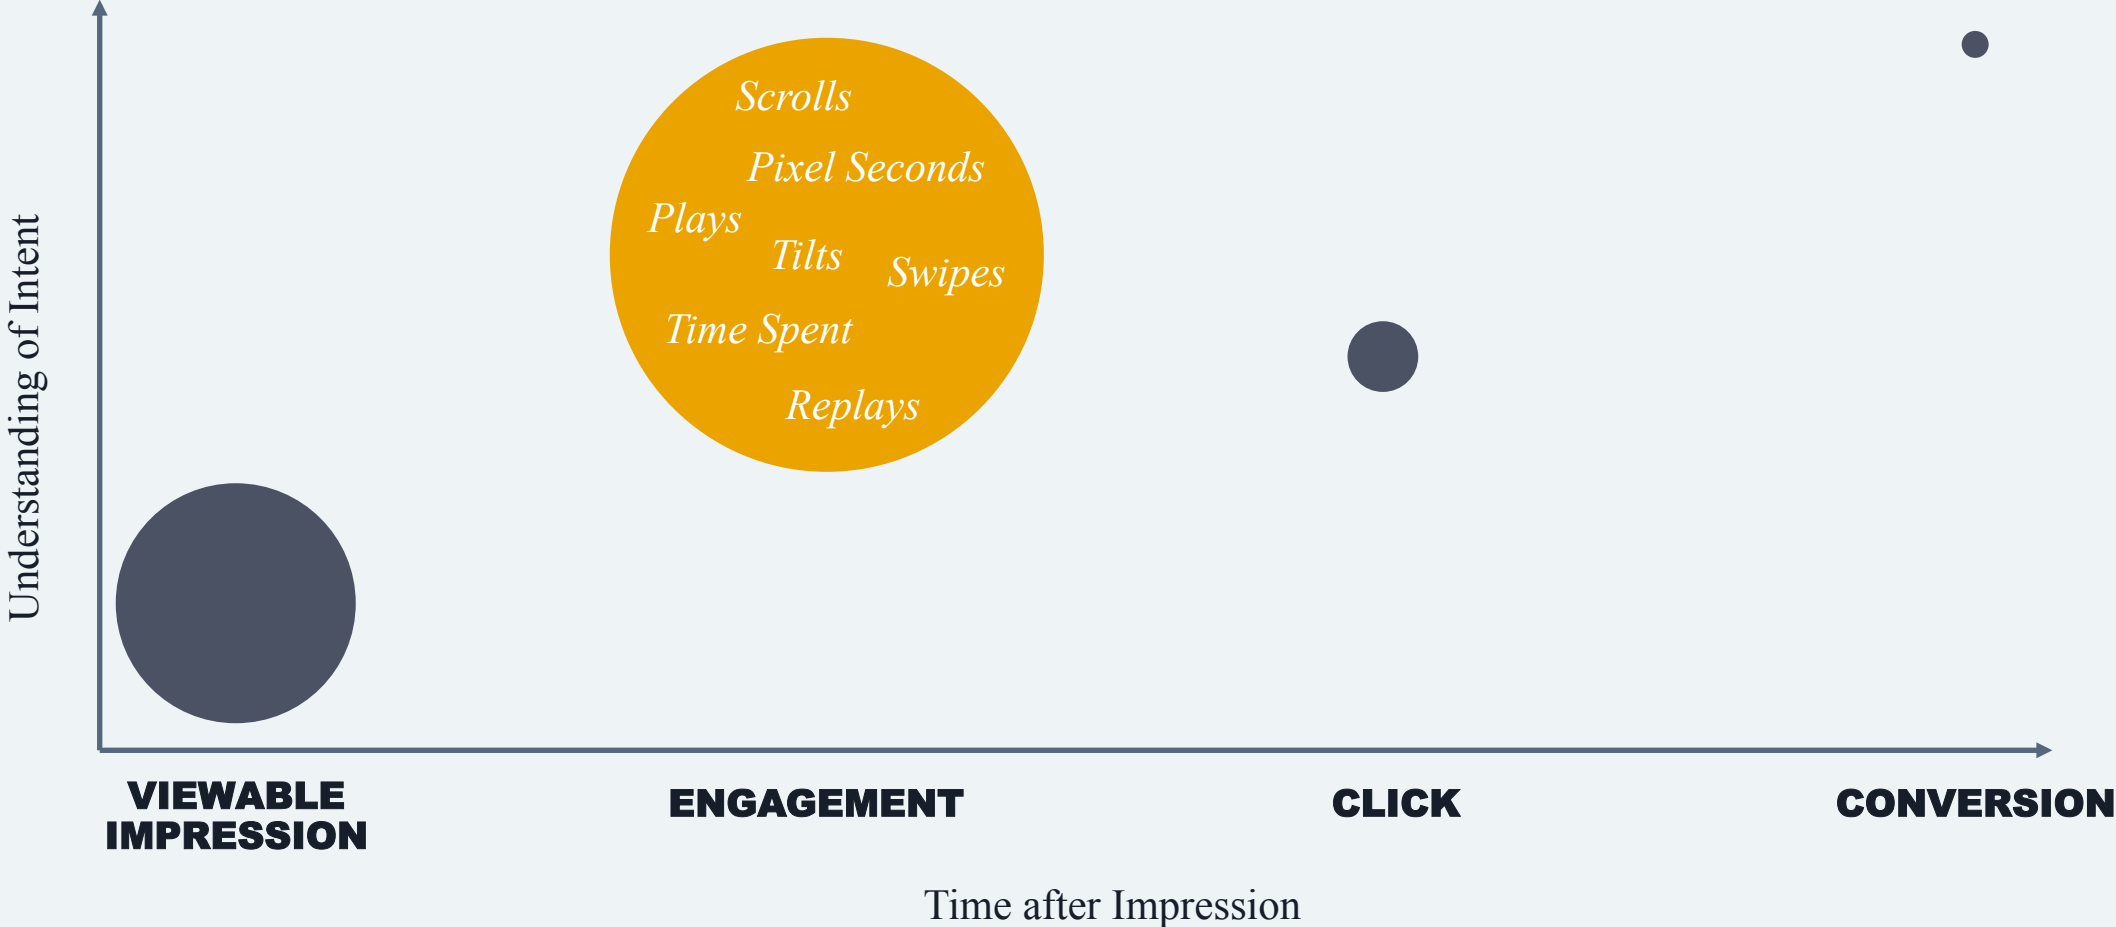 Understanding of Intent
Scrolls
Pixel Seconds
Plays
Tilts
Swipes
Time Spent
Replays
VIEWABLE
IMPRESSION
ENGAGEMENT
CLICK
CONVERSION
Time after Impression